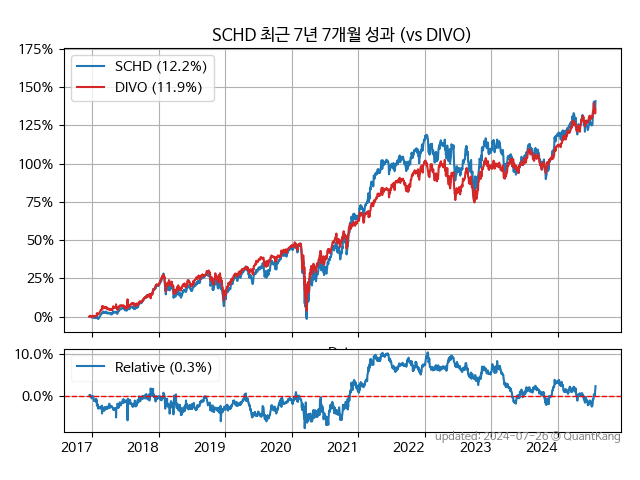 SCHD 최근 7년 7개월 성과 (vs DIVO)
175%
150%
125%
100%
75%
50%
25%
0%
SCHD (12.2%)
DIVO (11.9%)
10.0%
0.0%
Relative (0.3%)
2017 2018 2019 2020 2021 2022 2023 2024
updated: 2024-07-26 © QuantKang